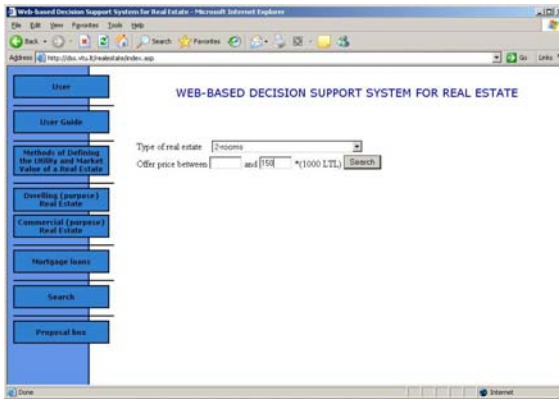 Web-based Decision Support System for Real Estate - Microsoft Internet Explorer
File Edit View Favorites Tools Help
Back Search Favorites
Address http://dss.vtu.lt/realestate/index.asp Go Links
User
User Guide
Methods of Defining
the Utility and Market
Value of a Real Estate
Dwelling (purpose)
Real Estate
Commercial (purpose)
Real Estate
Mortgage loans
Search
Proposal box
WEB-BASED DECISION SUPPORT SYSTEM FOR REAL ESTATE
Type of real estate 2-rooms
Offer price between and 150 *(1000 LTL) Search
Done Internet